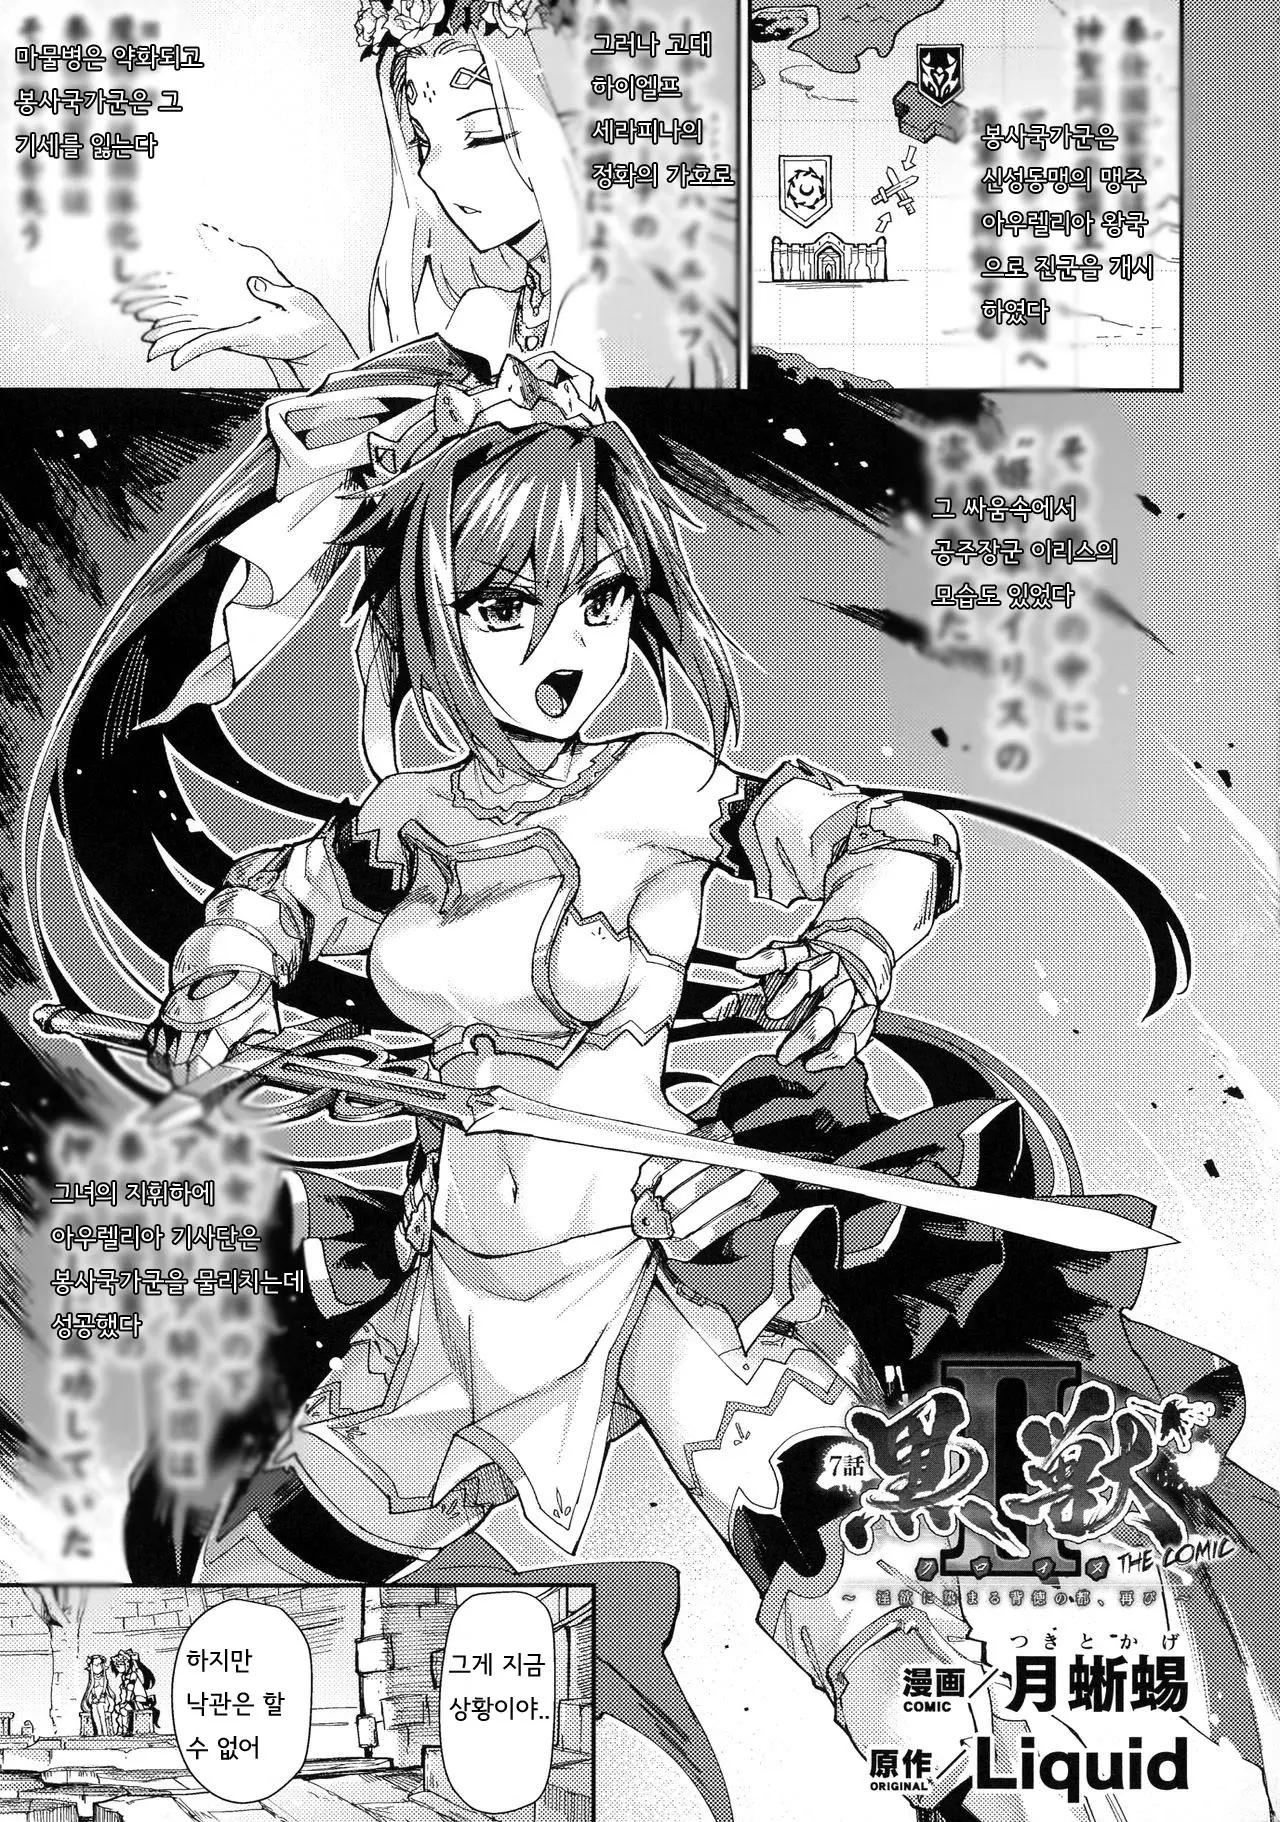 봉사국가군은
신성동맹의 맹주
아우렐리아 왕국
으로 진군을 개시
하였다
그러나 고대
하이엘프
세라피나의
정화의 가호로
마물병은 약화되고
봉사국가군은 그
기세를 잃는다
그 싸움속에서
공주장군 이리스의
모습도 있었다
그녀의 지휘하에
아우렐리아 기사단은
봉사국가군을 물리치는데
성공했다
7話
黒獣
II
クロイヌ
THE COMIC
～淫欲に染まる背徳の都、再び～
つきとかげ
漫画／月蜥蜴
COMIC
原作／Liquid
ORIGINAL
그게 지금
상황이야..
하지만
낙관은 할
수 없어